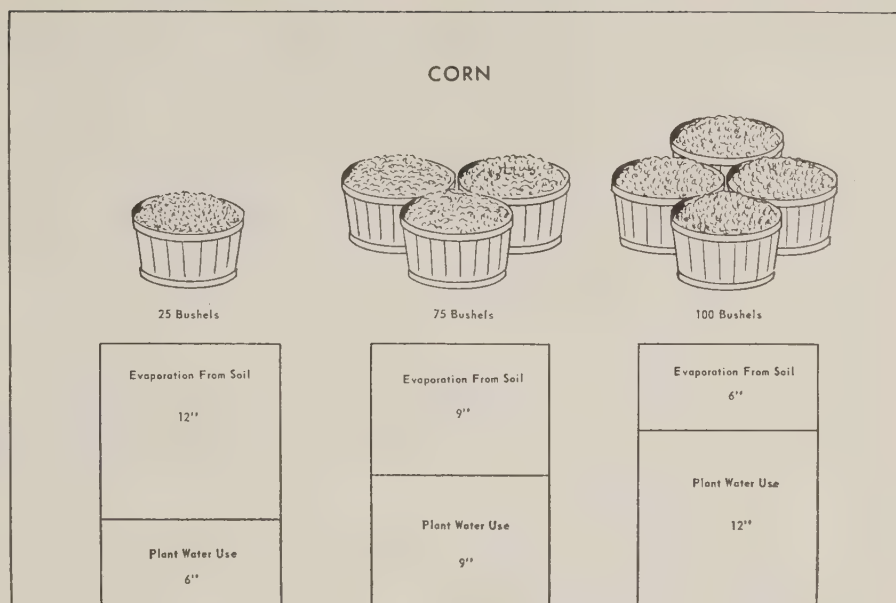 CORN
25 Bushels
75 Bushels
100 Bushels
Evaporation From Soil
12"
Plant Water Use
6"
Evaporation From Soil
9"
Plant Water Use
9"
Evaporation From Soil
6"
Plant Water Use
12"